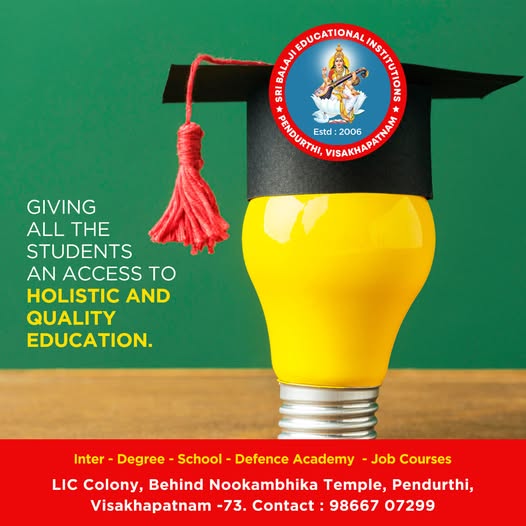 SRI BALAJI EDUCATIONAL INSTITUTIONS
Estd : 2006
★ PENDURTHI, VISAKHAPATNAM ★
GIVING
ALL THE
STUDENTS
AN ACCESS TO
HOLISTIC AND
QUALITY
EDUCATION.
Inter - Degree - School - Defence Academy - Job Courses
LIC Colony, Behind Nookambhika Temple, Pendurthi,
Visakhapatnam -73. Contact : 98667 07299